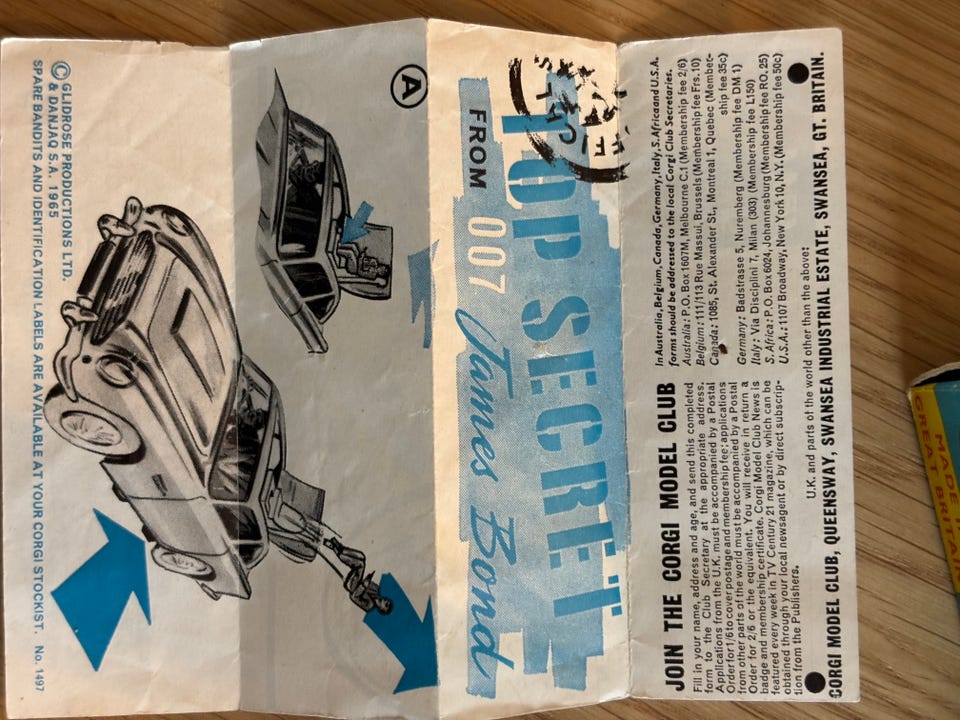 TOP SECRET
FROM 007 James Bond
A
© GLIDROSE PRODUCTIONS LTD.
& DANJAQ S.A. 1965
SPARE BANDITS AND IDENTIFICATION LABELS ARE AVAILABLE AT YOUR CORGI STOCKIST. No. 1497
JOIN THE CORGI MODEL CLUB
Fill in your name, address and age, and send this completed
form to the Club Secretary at the appropriate address.
Applications from the U.K. must be accompanied by a Postal
Order for 1/6 to cover postage and membership fee; applications
from other parts of the world must be accompanied by a Postal
Order for 2/6 or the equivalent. You will receive in return a
badge and membership certificate. Corgi Model Club News is
featured every week in TV Century 21 magazine, which can be
obtained through your local newsagent or by direct subscrip-
tion from the Publishers.
In Australia, Belgium, Canada, Germany, Italy, S. Africa and U.S.A.
forms should be addressed to the local Corgi Club Secretaries.
Australia: P.O. Box 1607M, Melbourne C.1 (Membership fee 2/6)
Belgium: 111/113 Rue Massui, Brussels (Membership fee Frs. 10)
Canada: 1085, St. Alexander St., Montreal 1, Quebec (Member-
ship fee 35c)
Germany: Badstrasse 5, Nuremberg (Membership fee DM 1)
Italy: Via Disciplini 7, Milan (303) (Membership fee L150)
S. Africa: P.O. Box 6024, Johannesburg (Membership fee RO. 25)
U.S.A.: 1107 Broadway, New York 10, N.Y. (Membership fee 50c)
U.K. and parts of the world other than the above:
CORGI MODEL CLUB, QUEENSWAY, SWANSEA INDUSTRIAL ESTATE, SWANSEA, GT. BRITAIN.
MADE IN
GREAT BRITAIN